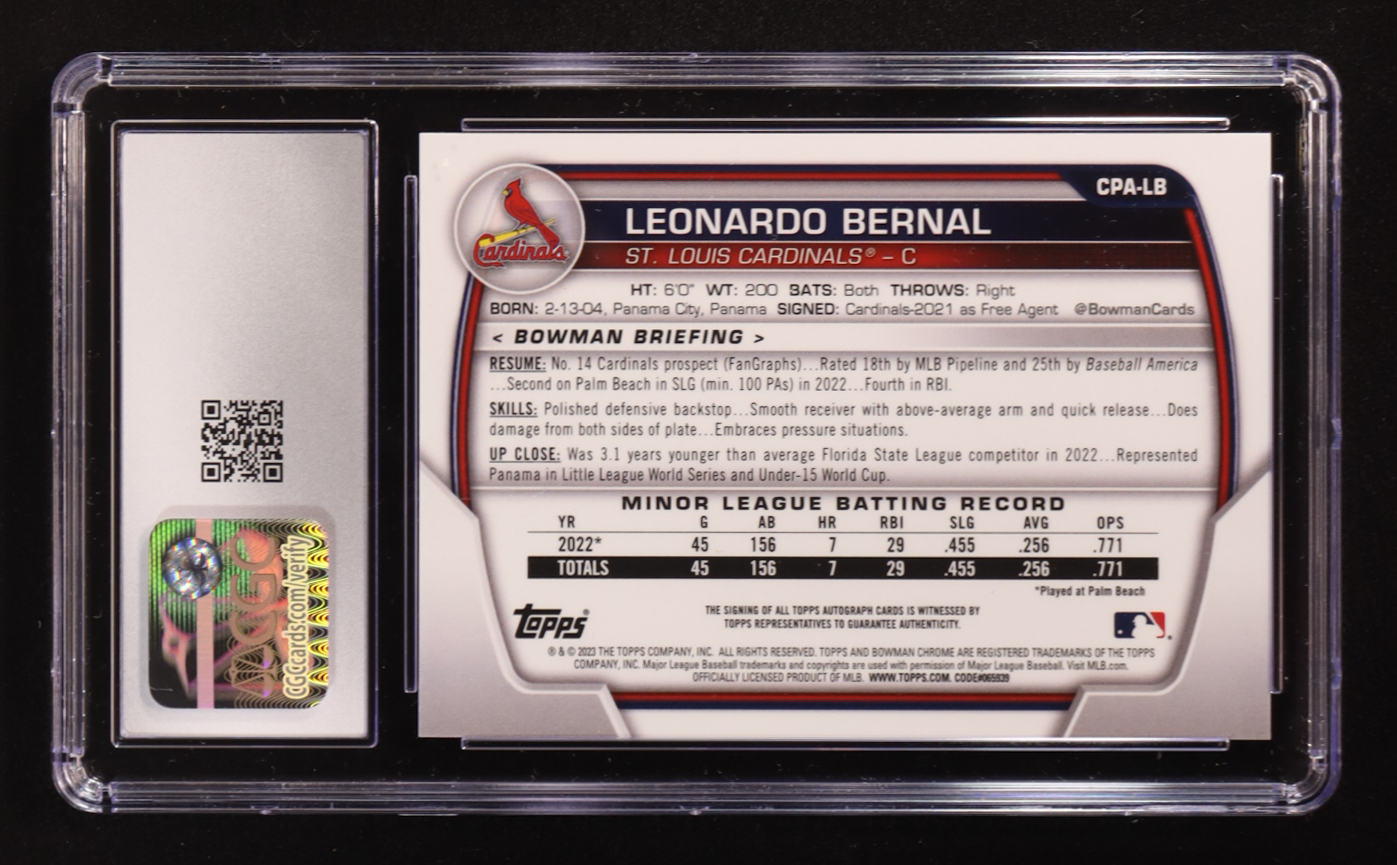 CPA-LB
Cardinals
LEONARDO BERNAL
ST. LOUIS CARDINALS® – C
HT: 6'0" WT: 200 BATS: Both THROWS: Right
BORN: 2-13-04, Panama City, Panama SIGNED: Cardinals-2021 as Free Agent @BowmanCards
< BOWMAN BRIEFING >
RESUME: No. 14 Cardinals prospect (FanGraphs)...Rated 18th by MLB Pipeline and 25th by Baseball America
...Second on Palm Beach in SLG (min. 100 PAs) in 2022...Fourth in RBI.
SKILLS: Polished defensive backstop...Smooth receiver with above-average arm and quick release...Does
damage from both sides of plate...Embraces pressure situations.
UP CLOSE: Was 3.1 years younger than average Florida State League competitor in 2022...Represented
Panama in Little League World Series and Under-15 World Cup.
MINOR LEAGUE BATTING RECORD
YR G AB HR RBI SLG AVG OPS
2022* 45 156 7 29 .455 .256 .771
TOTALS 45 156 7 29 .455 .256 .771
*Played at Palm Beach
Topps®
THE SIGNING OF ALL TOPPS AUTOGRAPH CARDS IS WITNESSED BY
TOPPS REPRESENTATIVES TO GUARANTEE AUTHENTICITY.
® & © 2023 THE TOPPS COMPANY, INC. ALL RIGHTS RESERVED. TOPPS AND BOWMAN CHROME ARE REGISTERED TRADEMARKS OF THE TOPPS
COMPANY, INC. Major League Baseball trademarks and copyrights are used with permission of Major League Baseball. Visit MLB.com.
OFFICIALLY LICENSED PRODUCT OF MLB. WWW.TOPPS.COM. CODE#065939
CGC
CGCcards.com/verify